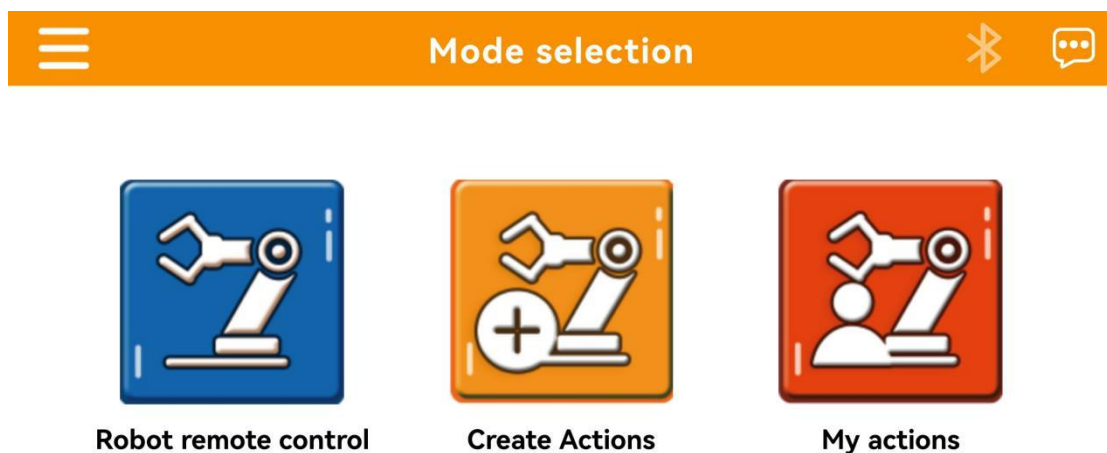 Mode selection
Robot remote control
Create Actions
My actions